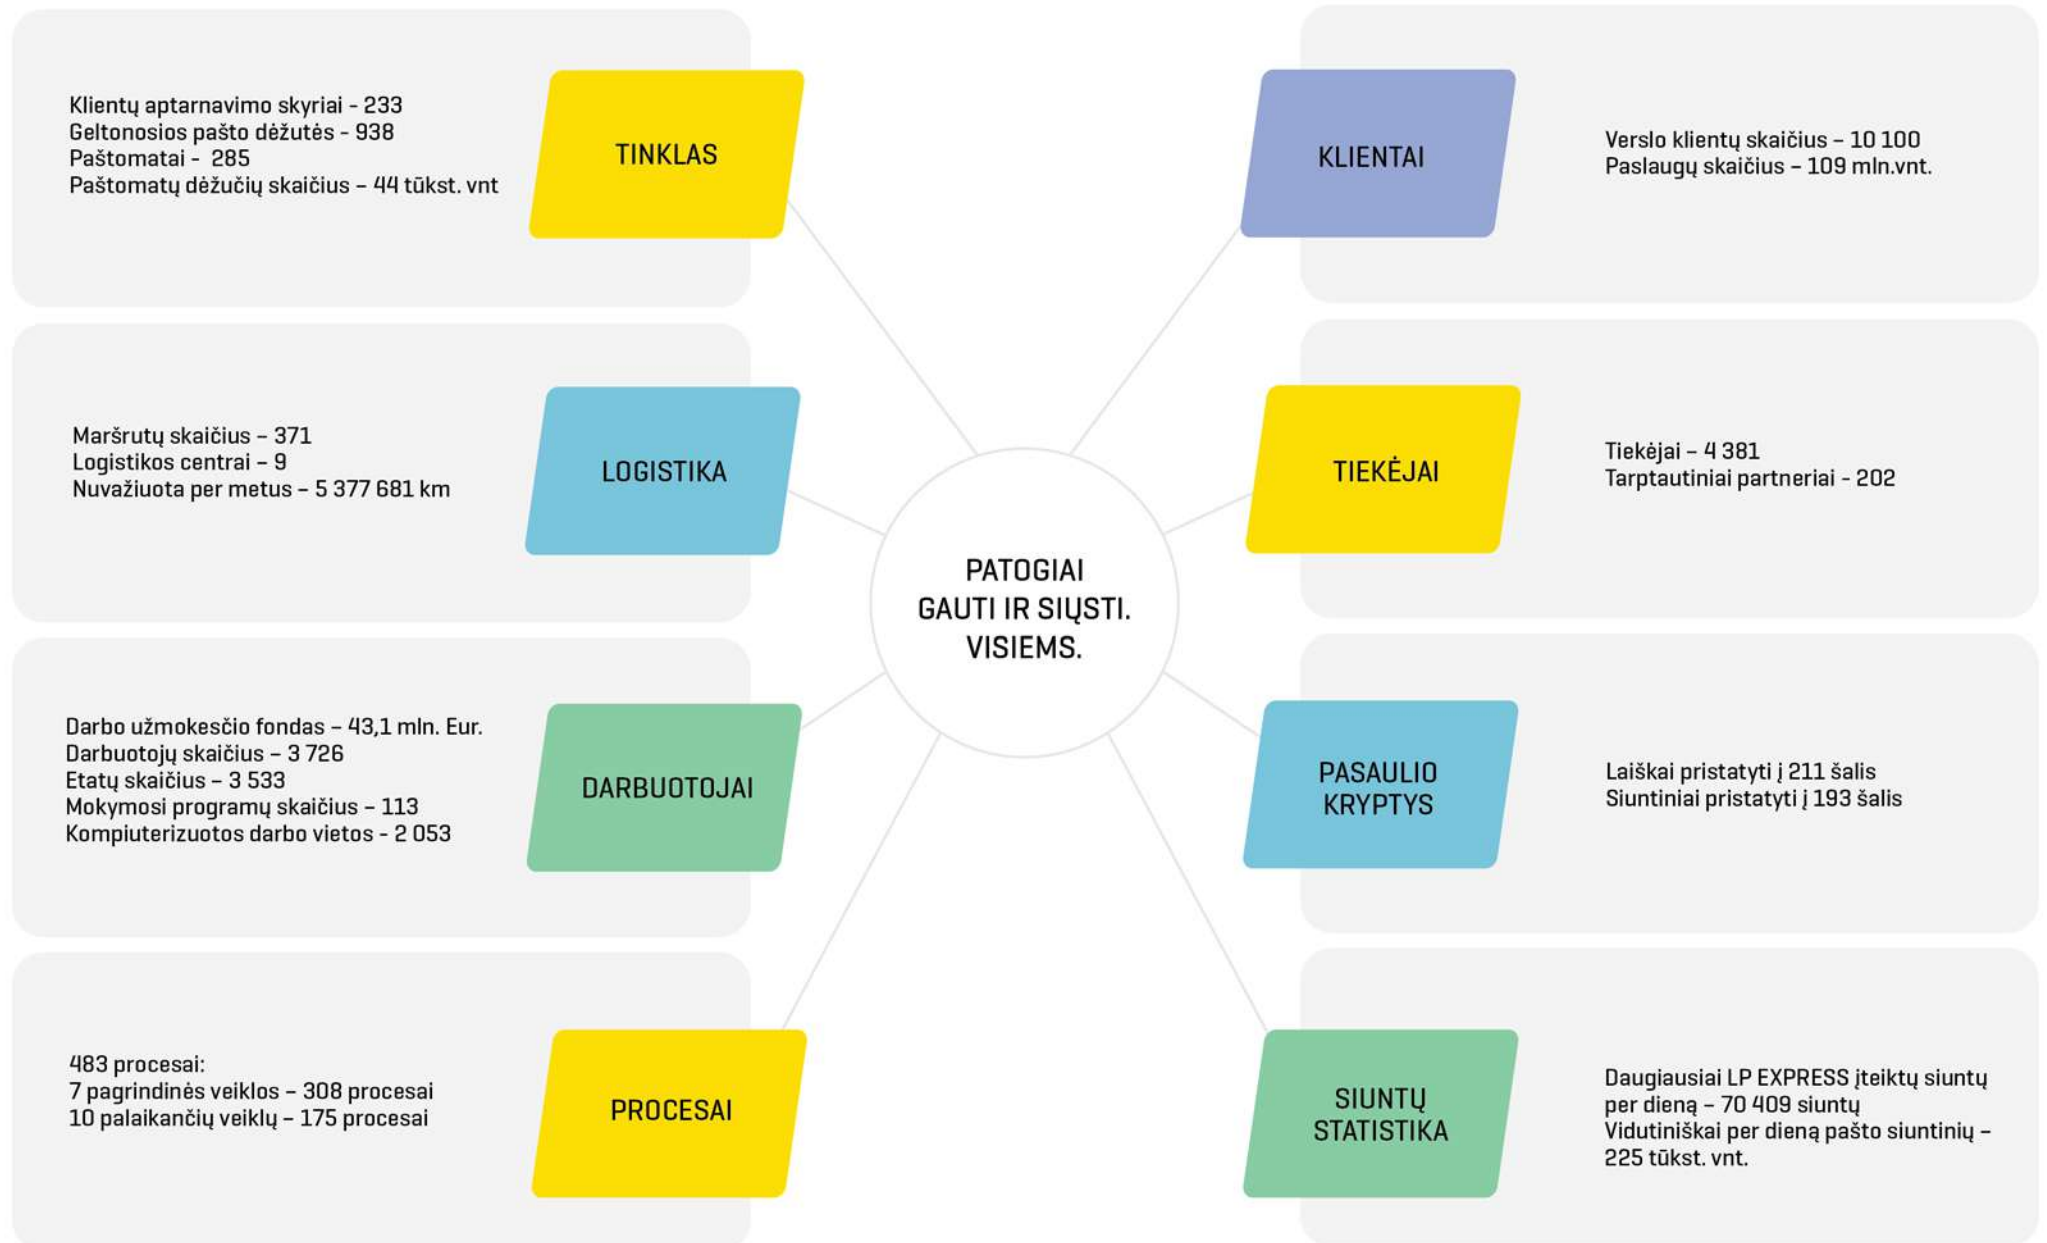 Klientų aptarnavimo skyriai - 233
Geltonosios pašto dėžutės - 938
Paštomatai -  285
Paštomatų dėžučių skaičius – 44 tūkst. vnt
TINKLAS
Maršrutų skaičius – 371
Logistikos centrai – 9
Nuvažiuota per metus – 5 377 681 km
LOGISTIKA
Darbo užmokesčio fondas – 43,1 mln. Eur.
Darbuotojų skaičius – 3 726
Etatų skaičius – 3 533
Mokymosi programų skaičius – 113
Kompiuterizuotos darbo vietos - 2 053
DARBUOTOJAI
483 procesai:
7 pagrindinės veiklos – 308 procesai
10 palaikančių veiklų – 175 procesai
PROCESAI
PATOGIAI
GAUTI IR SIŲSTI.
VISIEMS.
KLIENTAI
Verslo klientų skaičius – 10 100
Paslaugų skaičius – 109 mln.vnt.
TIEKĖJAI
Tiekėjai – 4 381
Tarptautiniai partneriai - 202
PASAULIO
KRYPTYS
Laiškai pristatyti į 211 šalis
Siuntiniai pristatyti į 193 šalis
SIUNTŲ
STATISTIKA
Daugiausiai LP EXPRESS įteiktų siuntų
per dieną – 70 409 siuntų
Vidutiniškai per dieną pašto siuntinių –
225 tūkst. vnt.